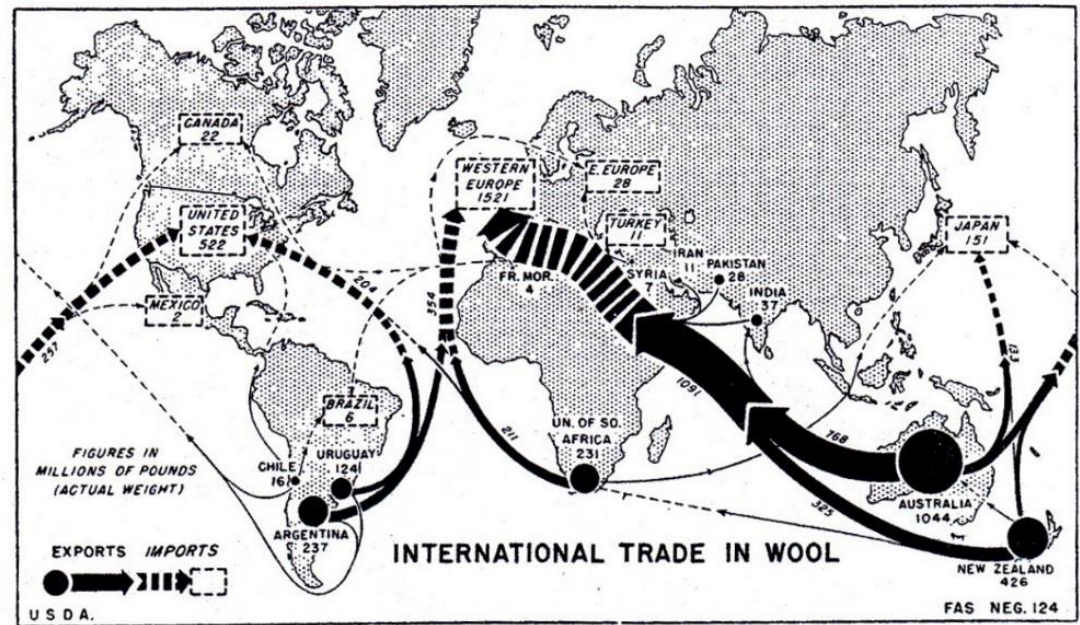 CANADA
22
WESTERN
EUROPE
1521
E. EUROPE
28
UNITED
STATES
522
TURKEY
11
JAPAN
151
IRAN
11
PAKISTAN
28
SYRIA
7
FR. MOR.
4
INDIA
37
MEXICO
2
204
354
257
133
1091
BRAZIL
6
UN. OF SO.
AFRICA
231
211
768
FIGURES IN
MILLIONS OF POUNDS
(ACTUAL WEIGHT)
CHILE
16
URUGUAY
124
AUSTRALIA
1044
325
ARGENTINA
237
EXPORTS IMPORTS
INTERNATIONAL TRADE IN WOOL
NEW ZEALAND
426
USDA.
FAS NEG. 124